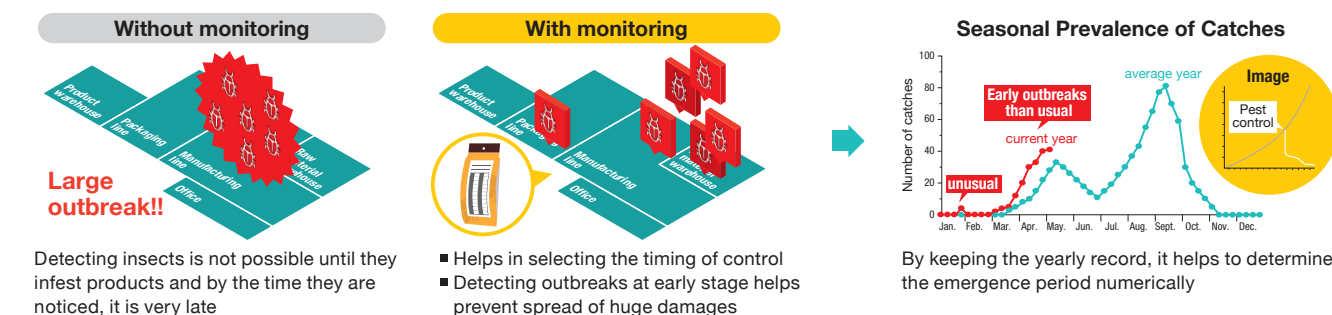 Without monitoring
Product
warehouse
Packaging
line
Manufacturing
line
Office
Large
outbreak!!
Detecting insects is not possible until they
infest products and by the time they are
noticed, it is very late
With monitoring
Product
warehouse
line
Manufacturing
line
warehouse
Office
■ Helps in selecting the timing of control
■ Detecting outbreaks at early stage helps
prevent spread of huge damages
Seasonal Prevalence of Catches
Number of catches
100
80
60
40
20
0
Jan. Feb. Mar. Apr. May. Jun. Jul. Aug. Sept. Oct. Nov. Dec.
unusual
Early outbreaks
than usual
current year
average year
Image
Pest
control
By keeping the yearly record, it helps to determine
the emergence period numerically